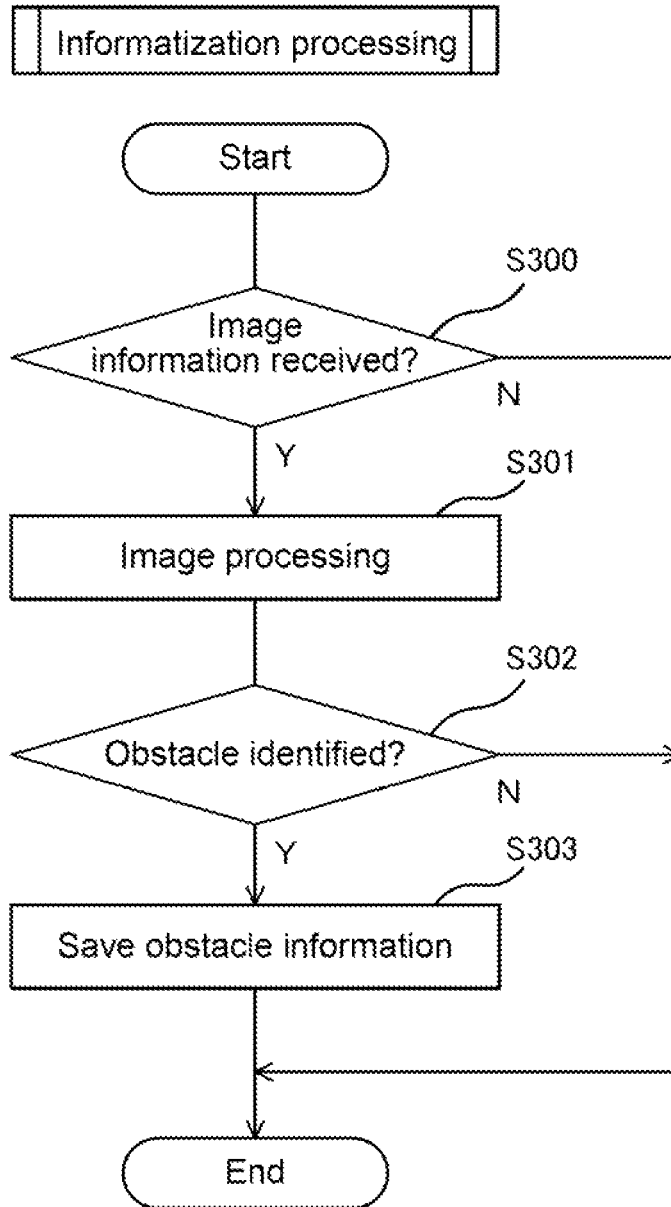 Informatization processing
Start
S300
Image
information received?
N
Y
S301
Image processing
S302
Obstacle identified?
N
Y
S303
Save obstacle information
End